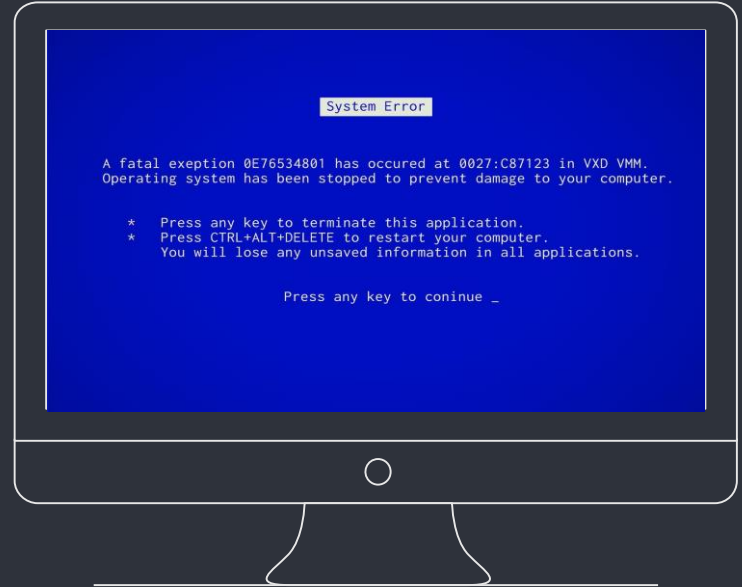 System Error
A fatal exeption 0E76534801 has occured at 0027:C87123 in VXD VMM.
Operating system has been stopped to prevent damage to your computer.
* Press any key to terminate this application.
* Press CTRL+ALT+DELETE to restart your computer.
You will lose any unsaved information in all applications.
Press any key to coninue _